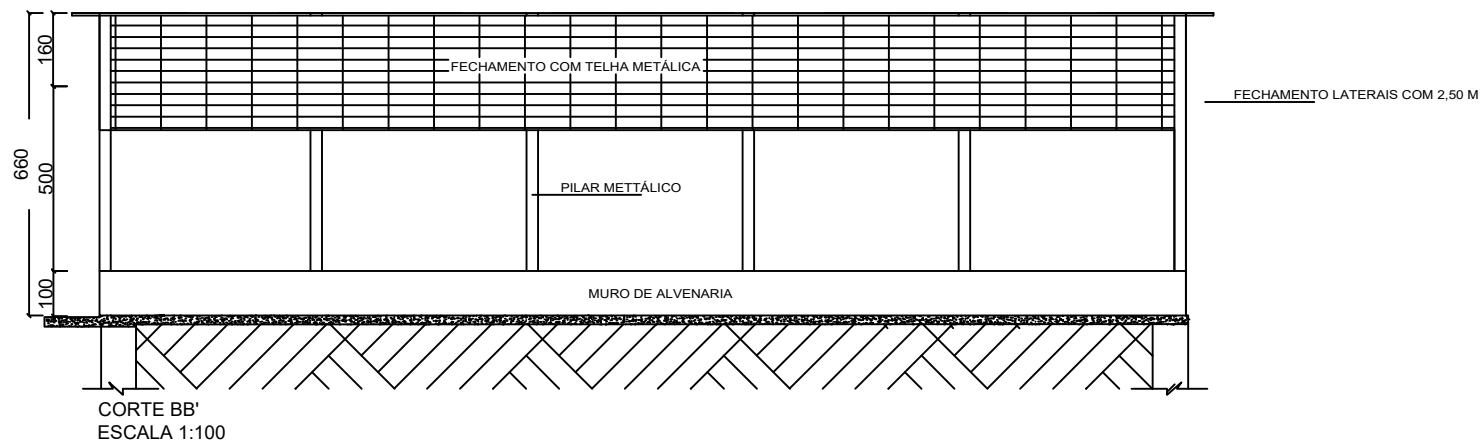 160
FECHAMENTO COM TELHA METÁLICA
FECHAMENTO LATERAIS COM 2,50 M
660
500
PILAR METTÁLICO
100
MURO DE ALVENARIA
CORTE BB'
ESCALA 1:100